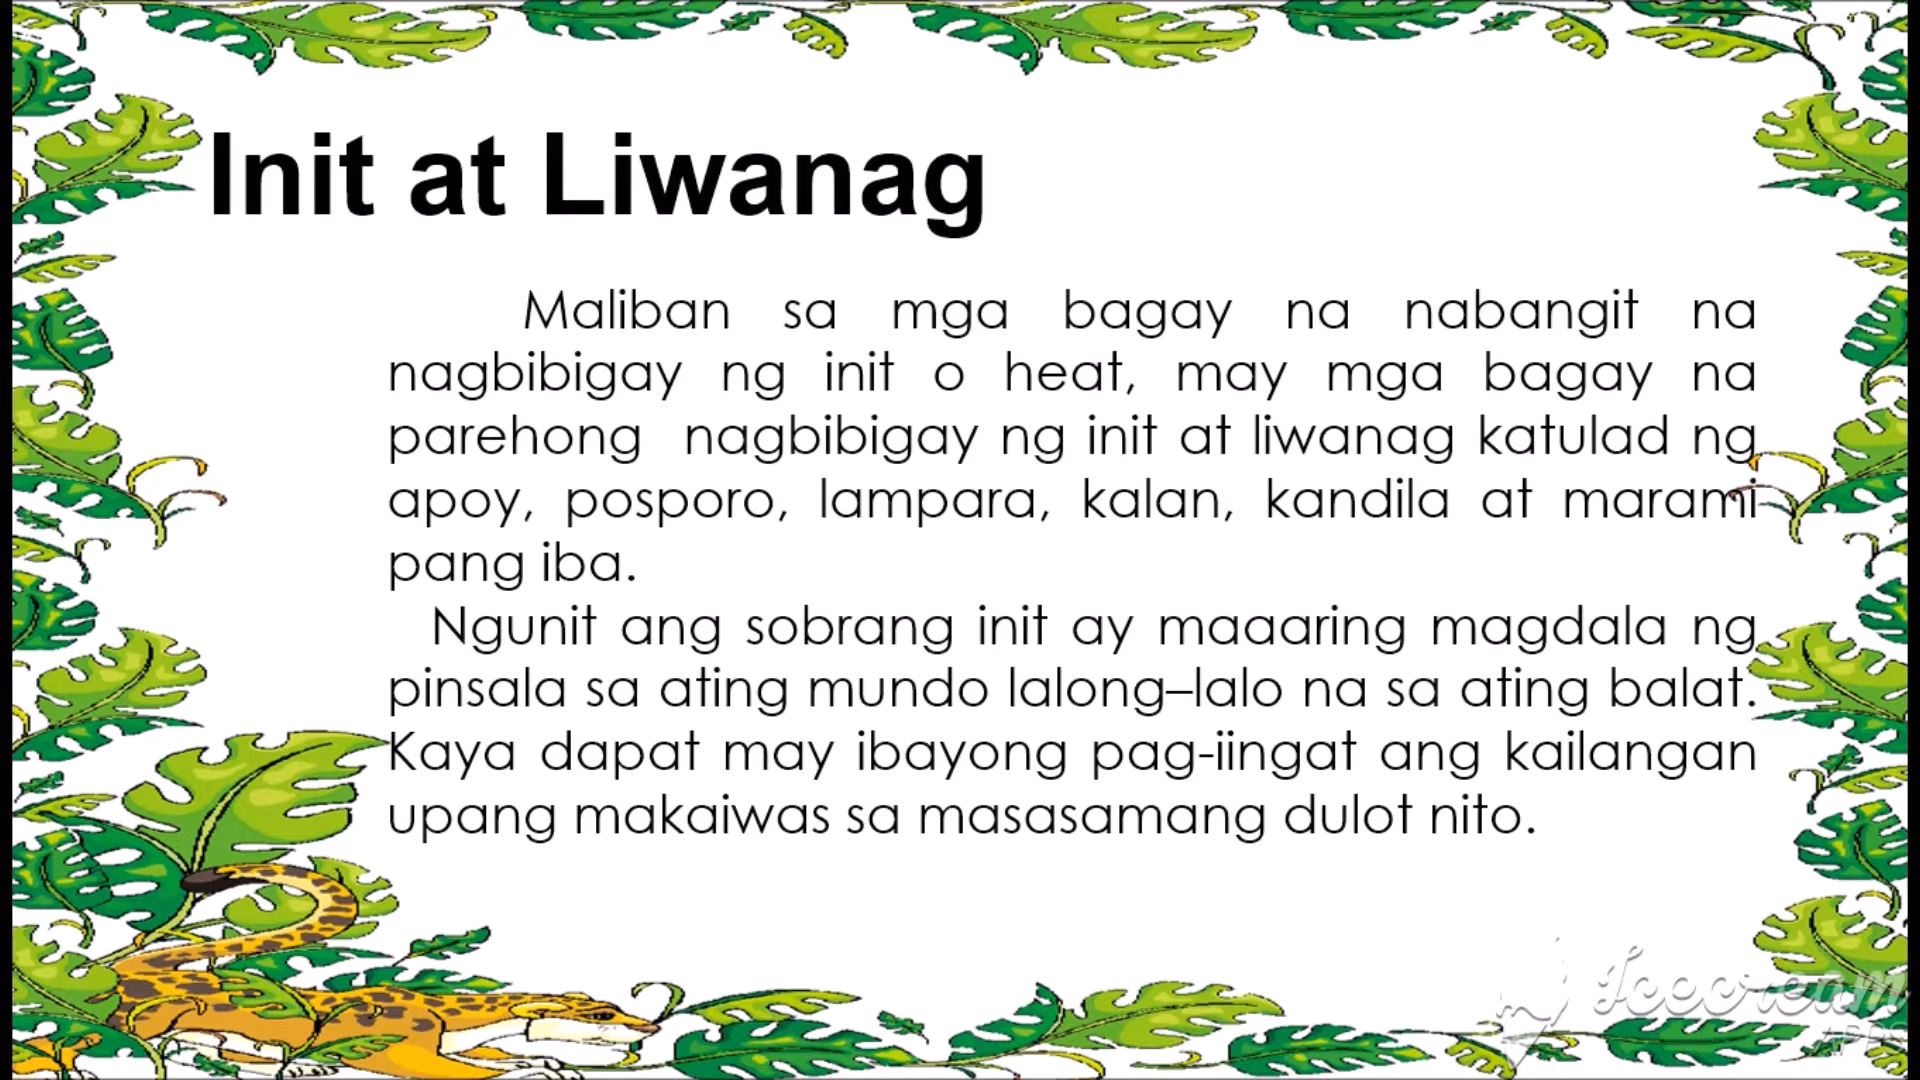 Init at Liwanag
Maliban sa mga bagay na nabangit na
nagbibigay ng init o heat, may mga bagay na
parehong nagbibigay ng init at liwanag katulad ng
apoy, posporo, lampara, kalan, kandila at marami
pang iba.
Ngunit ang sobrang init ay maaaring magdala ng
pinsala sa ating mundo lalong–lalo na sa ating balat.
Kaya dapat may ibayong pag-iingat ang kailangan
upang makaiwas sa masasamang dulot nito.
Icecream
APPS